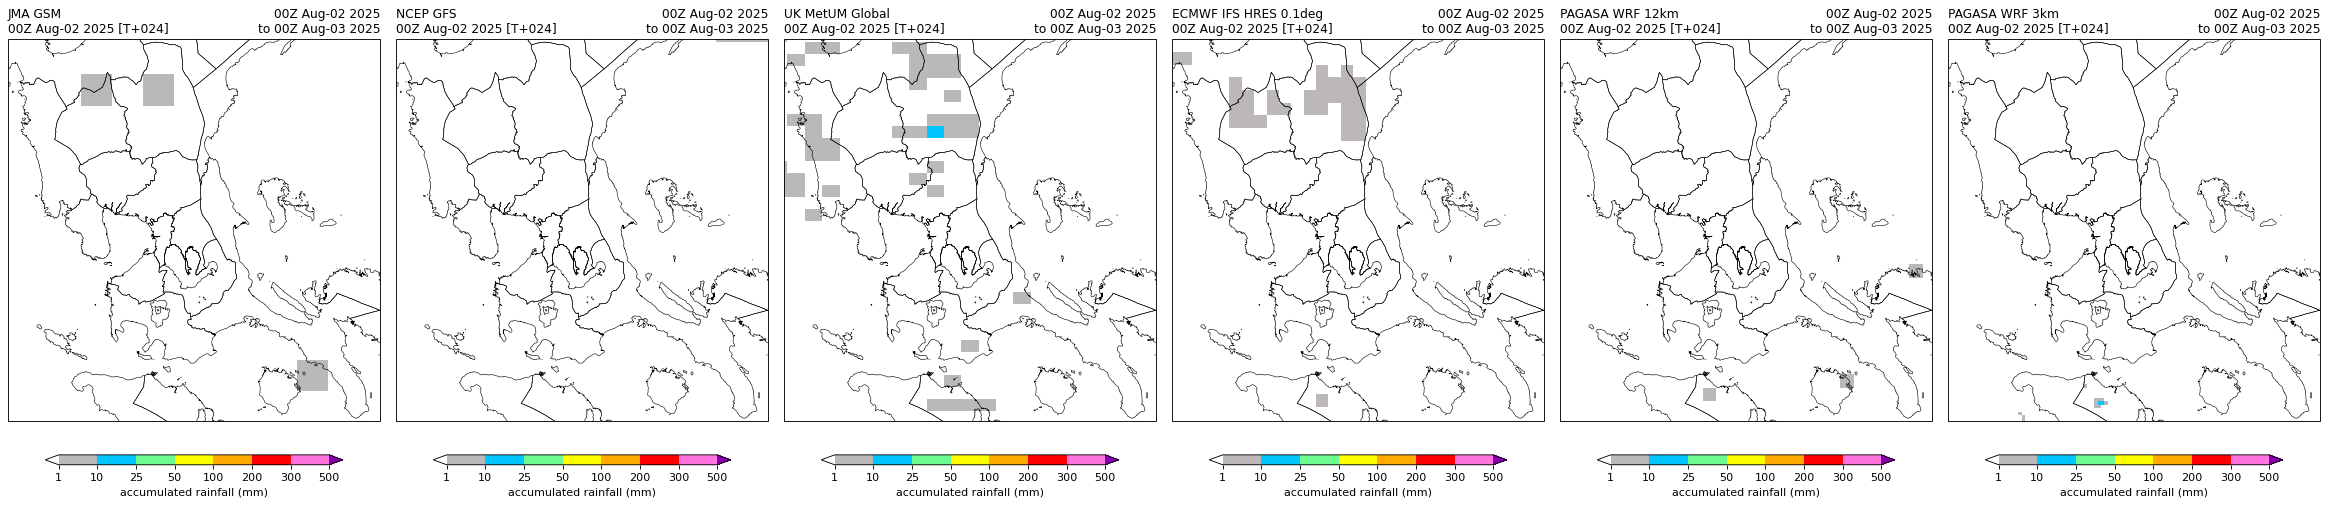 JMA GSM 00Z Aug-02 2025
00Z Aug-02 2025 [T+024] to 00Z Aug-03 2025
1 10 25 50 100 200 300 500
accumulated rainfall (mm)
NCEP GFS 00Z Aug-02 2025
00Z Aug-02 2025 [T+024] to 00Z Aug-03 2025
1 10 25 50 100 200 300 500
accumulated rainfall (mm)
UK MetUM Global 00Z Aug-02 2025
00Z Aug-02 2025 [T+024] to 00Z Aug-03 2025
1 10 25 50 100 200 300 500
accumulated rainfall (mm)
ECMWF IFS HRES 0.1deg 00Z Aug-02 2025
00Z Aug-02 2025 [T+024] to 00Z Aug-03 2025
1 10 25 50 100 200 300 500
accumulated rainfall (mm)
PAGASA WRF 12km 00Z Aug-02 2025
00Z Aug-02 2025 [T+024] to 00Z Aug-03 2025
1 10 25 50 100 200 300 500
accumulated rainfall (mm)
PAGASA WRF 3km 00Z Aug-02 2025
00Z Aug-02 2025 [T+024] to 00Z Aug-03 2025
1 10 25 50 100 200 300 500
accumulated rainfall (mm)